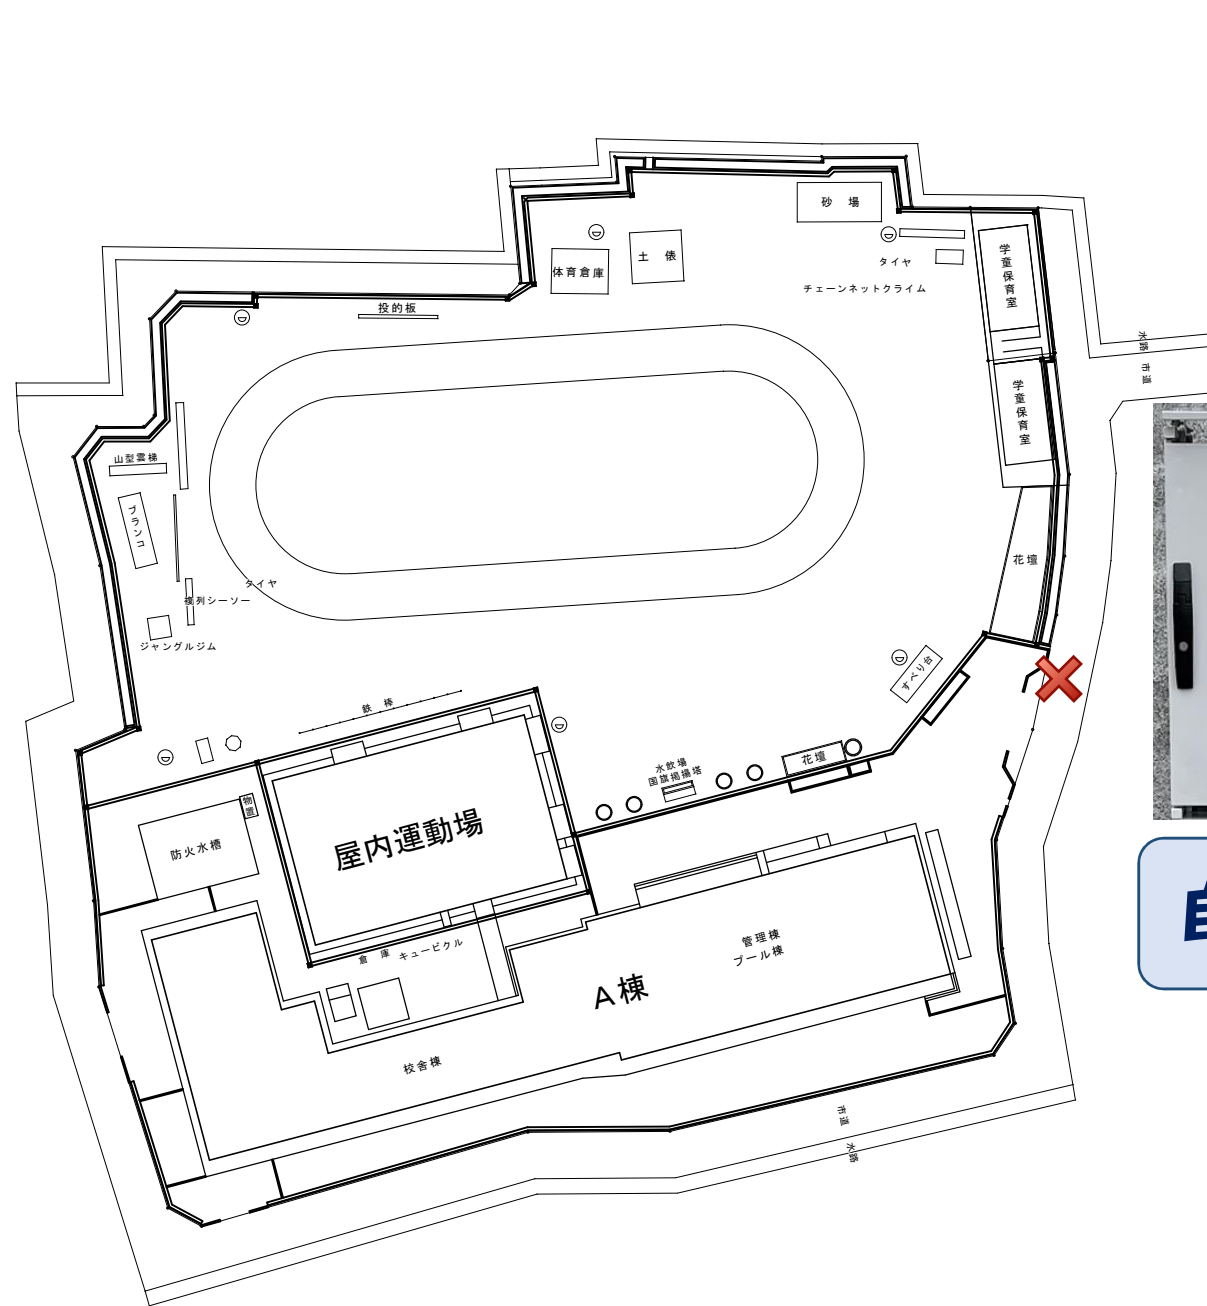 砂　場
土　俵
体育倉庫
タイヤ
チェーンネットクライム
学童保育室
投的板
水路
市道
学童保育室
山型雲梯
ブランコ
花壇
タイヤ
複列シーソー
ジャングルジム
すべり台
鉄　棒
水飲場
国旗掲揚塔
花壇
物置
防火水槽
屋内運動場
倉　庫
キュービクル
管理棟
プール棟
A棟
校舎棟
市道
水路